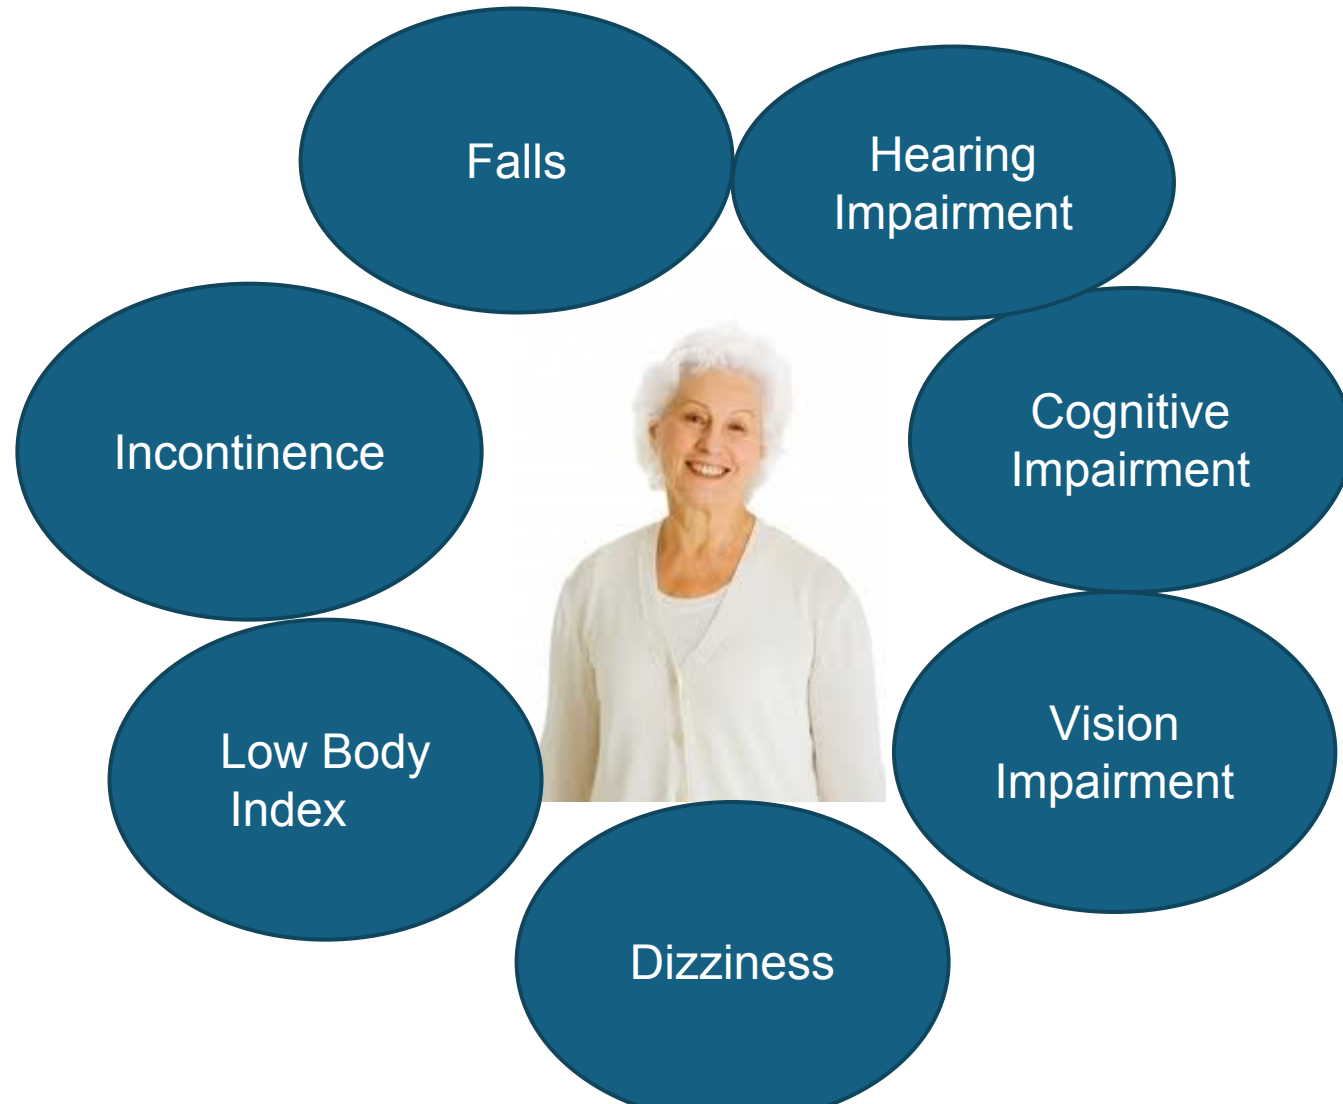 Falls
Hearing
Impairment
Cognitive
Impairment
Vision
Impairment
Dizziness
Low Body
Index
Incontinence